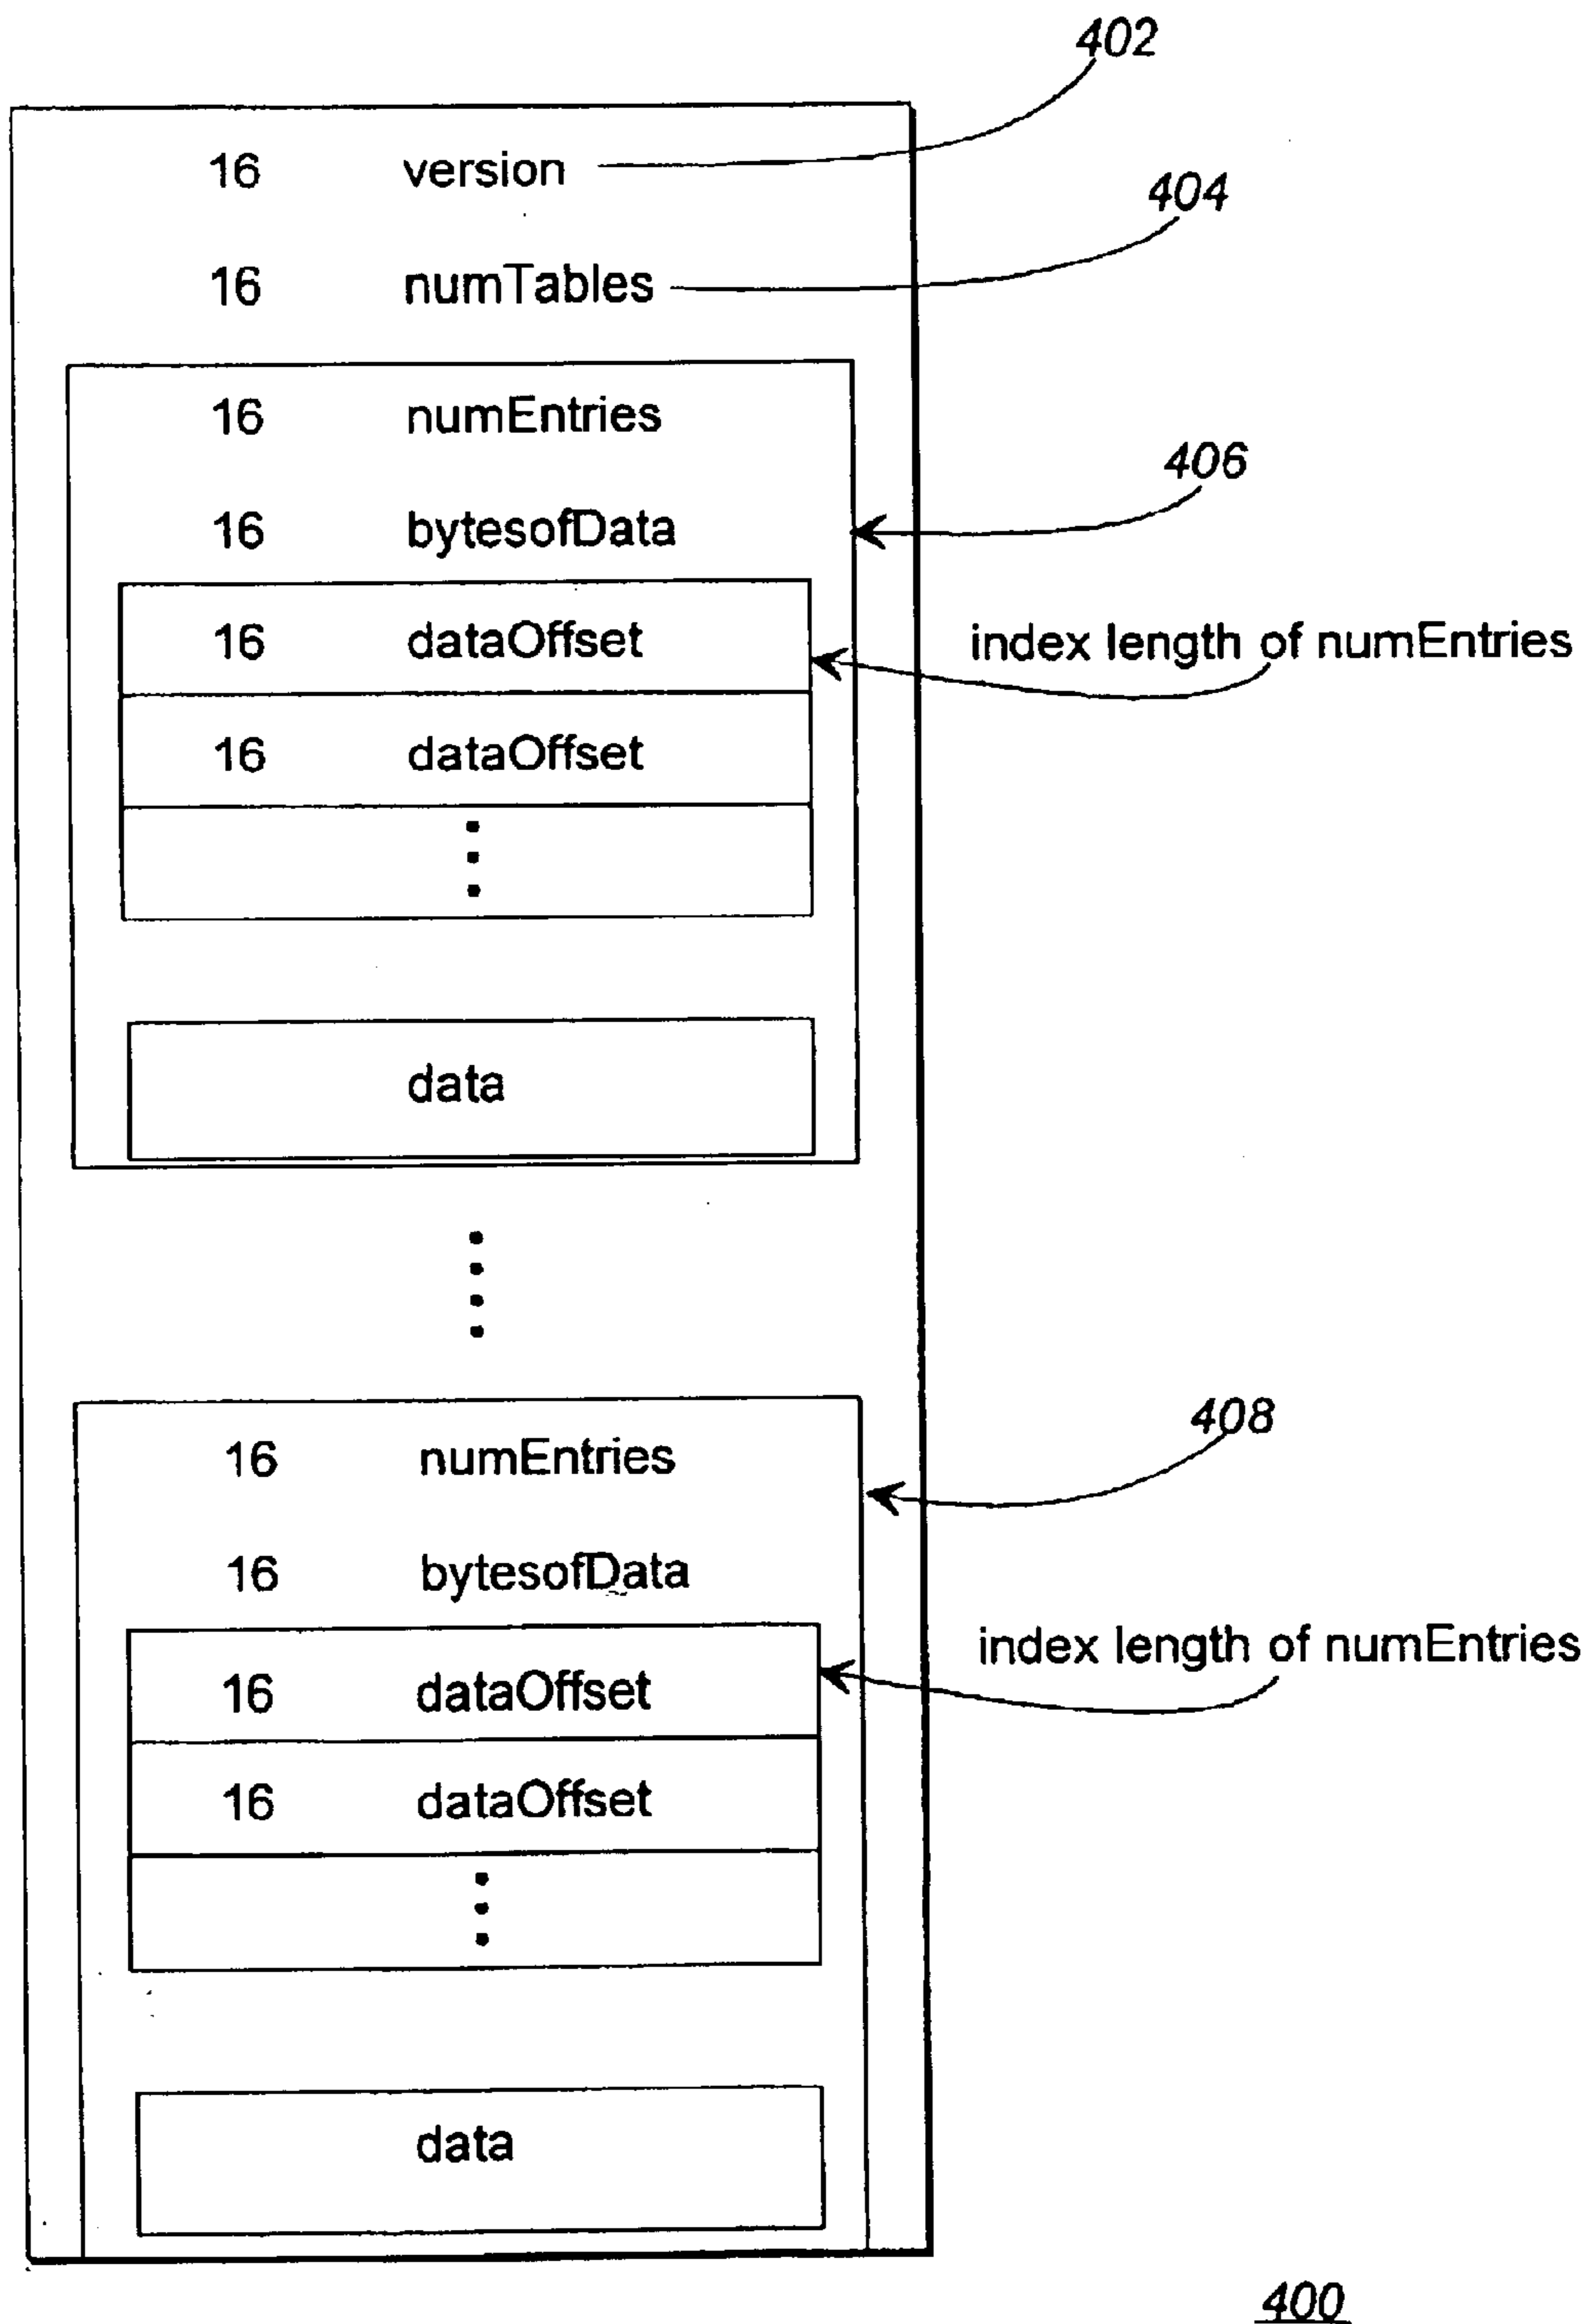 402
16 version
404
16 numTables
16 numEntries
406
16 bytesofData
16 dataOffset
index length of numEntries
16 dataOffset
data
408
16 numEntries
16 bytesofData
index length of numEntries
16 dataOffset
16 dataOffset
data
400